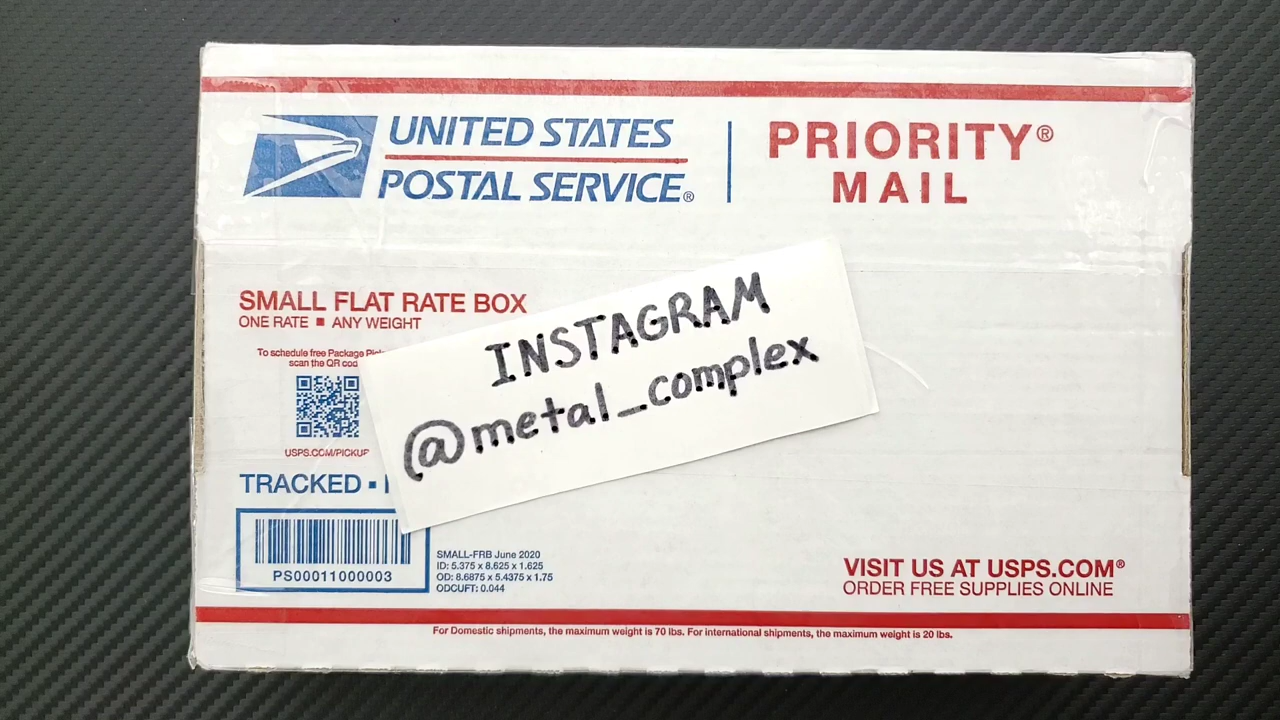 UNITED STATES
POSTAL SERVICE®
PRIORITY®
MAIL
SMALL FLAT RATE BOX
ONE RATE ■ ANY WEIGHT
To schedule free Package
scan the QR
USPS.COM/PICKUP
TRACKED ▪
INSTAGRAM
@metal_complex
PS00011000003
SMALL-FRB June 2020
ID: 5.375 x 8.625 x 1.625
OD: 8.6875 x 5.4375 x 1.75
ODCUFT: 0.044
VISIT US AT USPS.COM®
ORDER FREE SUPPLIES ONLINE
For Domestic shipments, the maximum weight is 70 lbs. For international shipments, the maximum weight is 20 lbs.